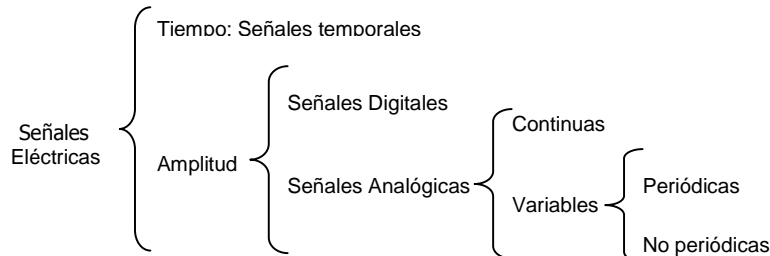 Tiempo: Señales temporales
Señales Digitales
Señales
Eléctricas
Amplitud
Continuas
Señales Analógicas
Variables
Periódicas
No periódicas